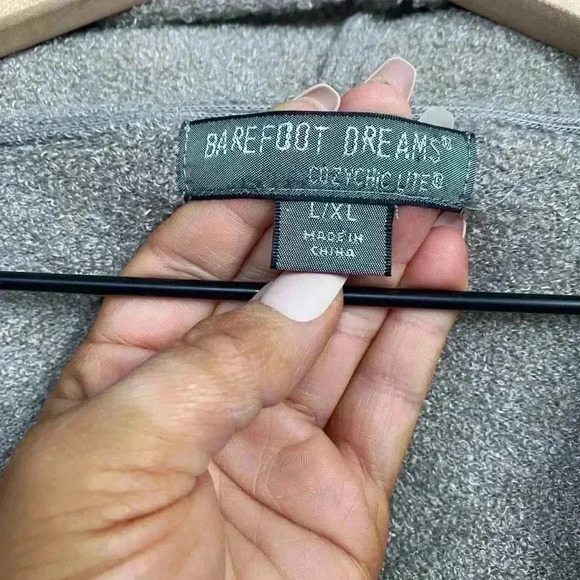 BAREFOOT DREAMS®
COZYCHIC LITE®
L/XL
MADE IN
CHINA